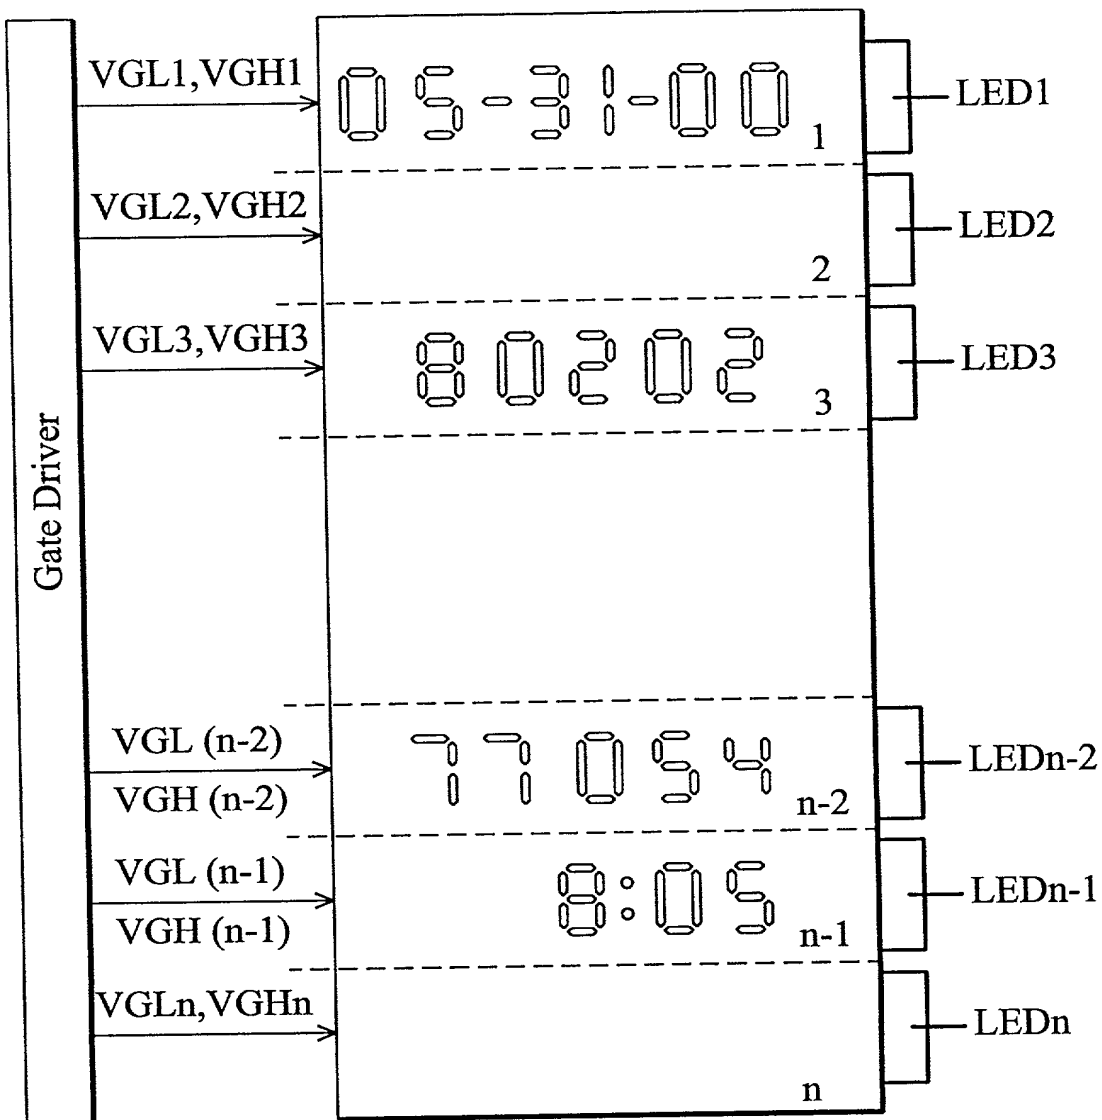 VGL1,VGH1
05-31-00
1
LED1
VGL2,VGH2
2
LED2
VGL3,VGH3
80202
3
LED3
Gate Driver
VGL (n-2)
VGH (n-2)
77054
n-2
LEDn-2
VGL (n-1)
VGH (n-1)
8:05
n-1
LEDn-1
VGLn,VGHn
n
LEDn